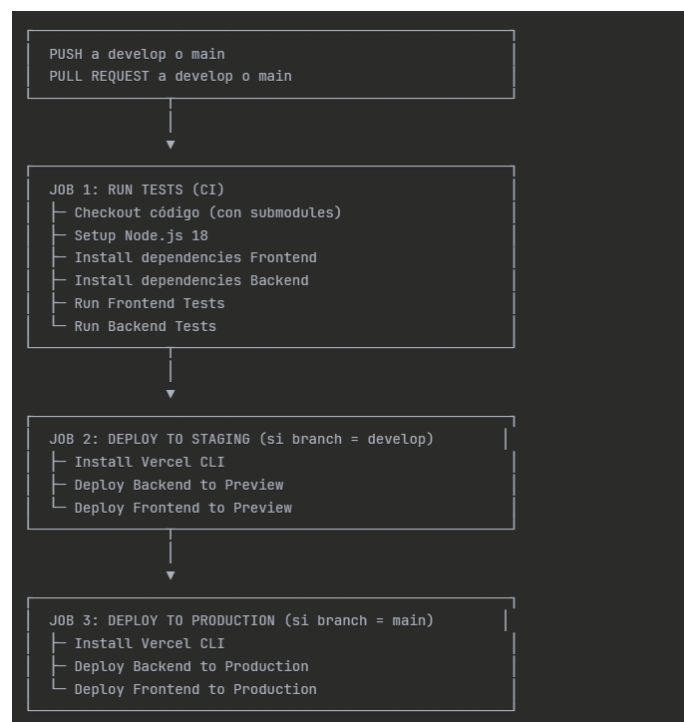 PUSH a develop o main
PULL REQUEST a develop o main
JOB 1: RUN TESTS (CI)
├─ Checkout código (con submodules)
├─ Setup Node.js 18
├─ Install dependencies Frontend
├─ Install dependencies Backend
├─ Run Frontend Tests
└─ Run Backend Tests
JOB 2: DEPLOY TO STAGING (si branch = develop)
├─ Install Vercel CLI
├─ Deploy Backend to Preview
└─ Deploy Frontend to Preview
JOB 3: DEPLOY TO PRODUCTION (si branch = main)
├─ Install Vercel CLI
├─ Deploy Backend to Production
└─ Deploy Frontend to Production